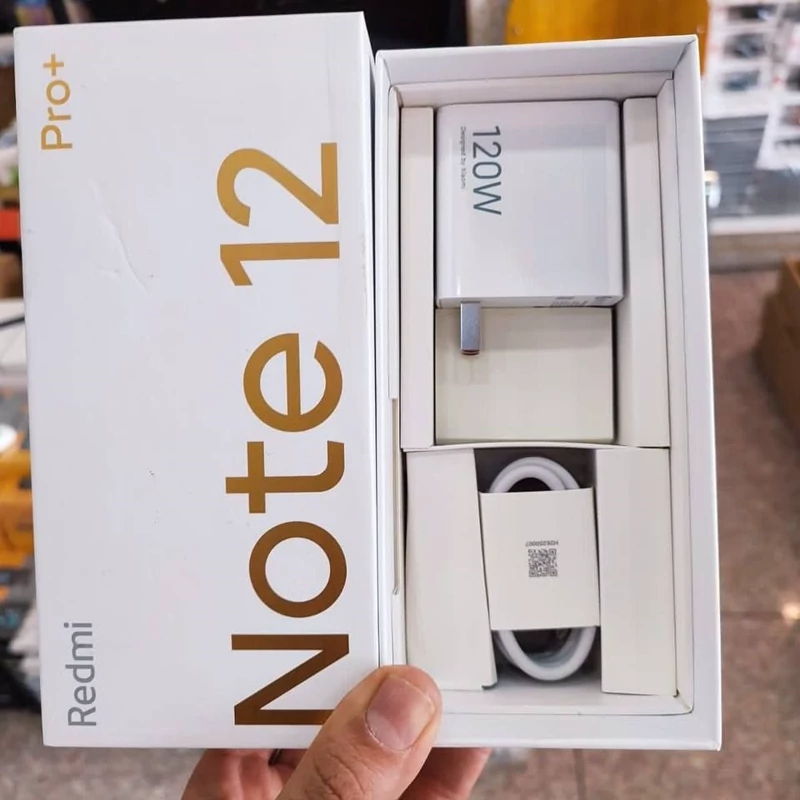 Redmi
Note 12
Pro+
120W
Designed by Xiaomi